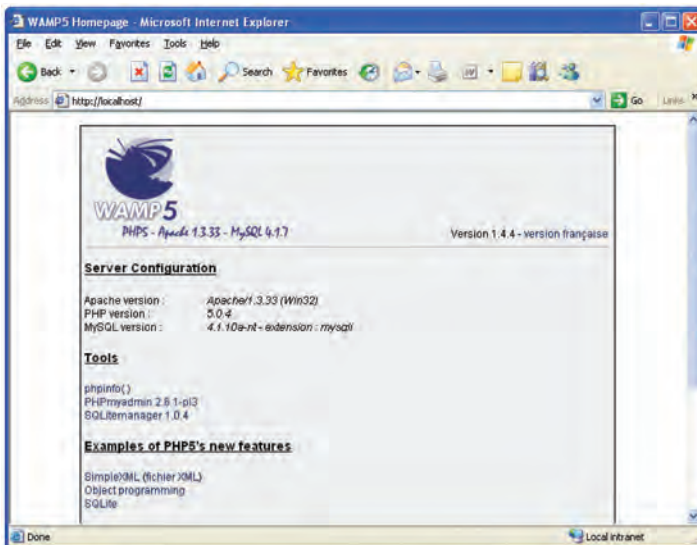 WAMP5 Homepage - Microsoft Internet Explorer
File Edit View Favorites Tools Help
Back Search Favorites
Address http://localhost/ Go Links »
WAMP5
PHP5 - Apache 1.3.33 - MySQL 4.1.7
Version 1.4.4 - version française
Server Configuration
Apache version : Apache/1.3.33 (Win32)
PHP version : 5.0.4
MySQL version : 4.1.10a-nt - extension : mysqli
Tools
phpinfo()
PHPmyadmin 2.6.1-pl3
SQLitemanager 1.0.4
Examples of PHP5's new features
SimpleXML (fichier XML)
Object programming
SQLite
Done Local intranet